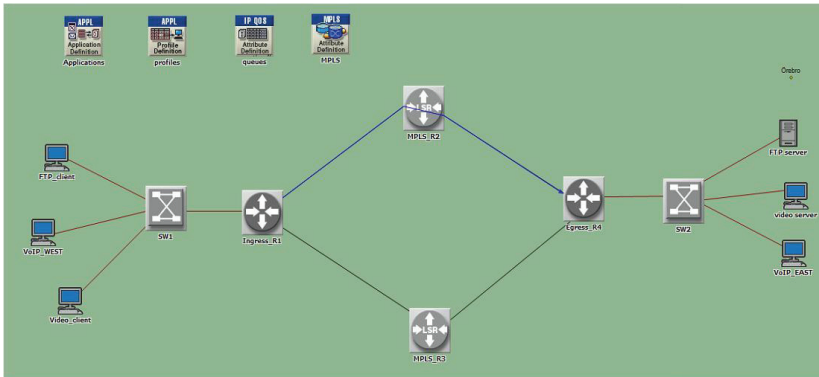 APPL
Application
Definition
Applications
APPL
Profile
Definition
profiles
IP QOS
Attribute
Definition
queues
MPLS
Attribute
Definition
MPLS
Örebro
LSR
MPLS_R2
FTP_client
FTP server
SW1
Ingress_R1
Egress_R4
SW2
video server
VoIP_WEST
VoIP_EAST
Video_client
LSR
MPLS_R3